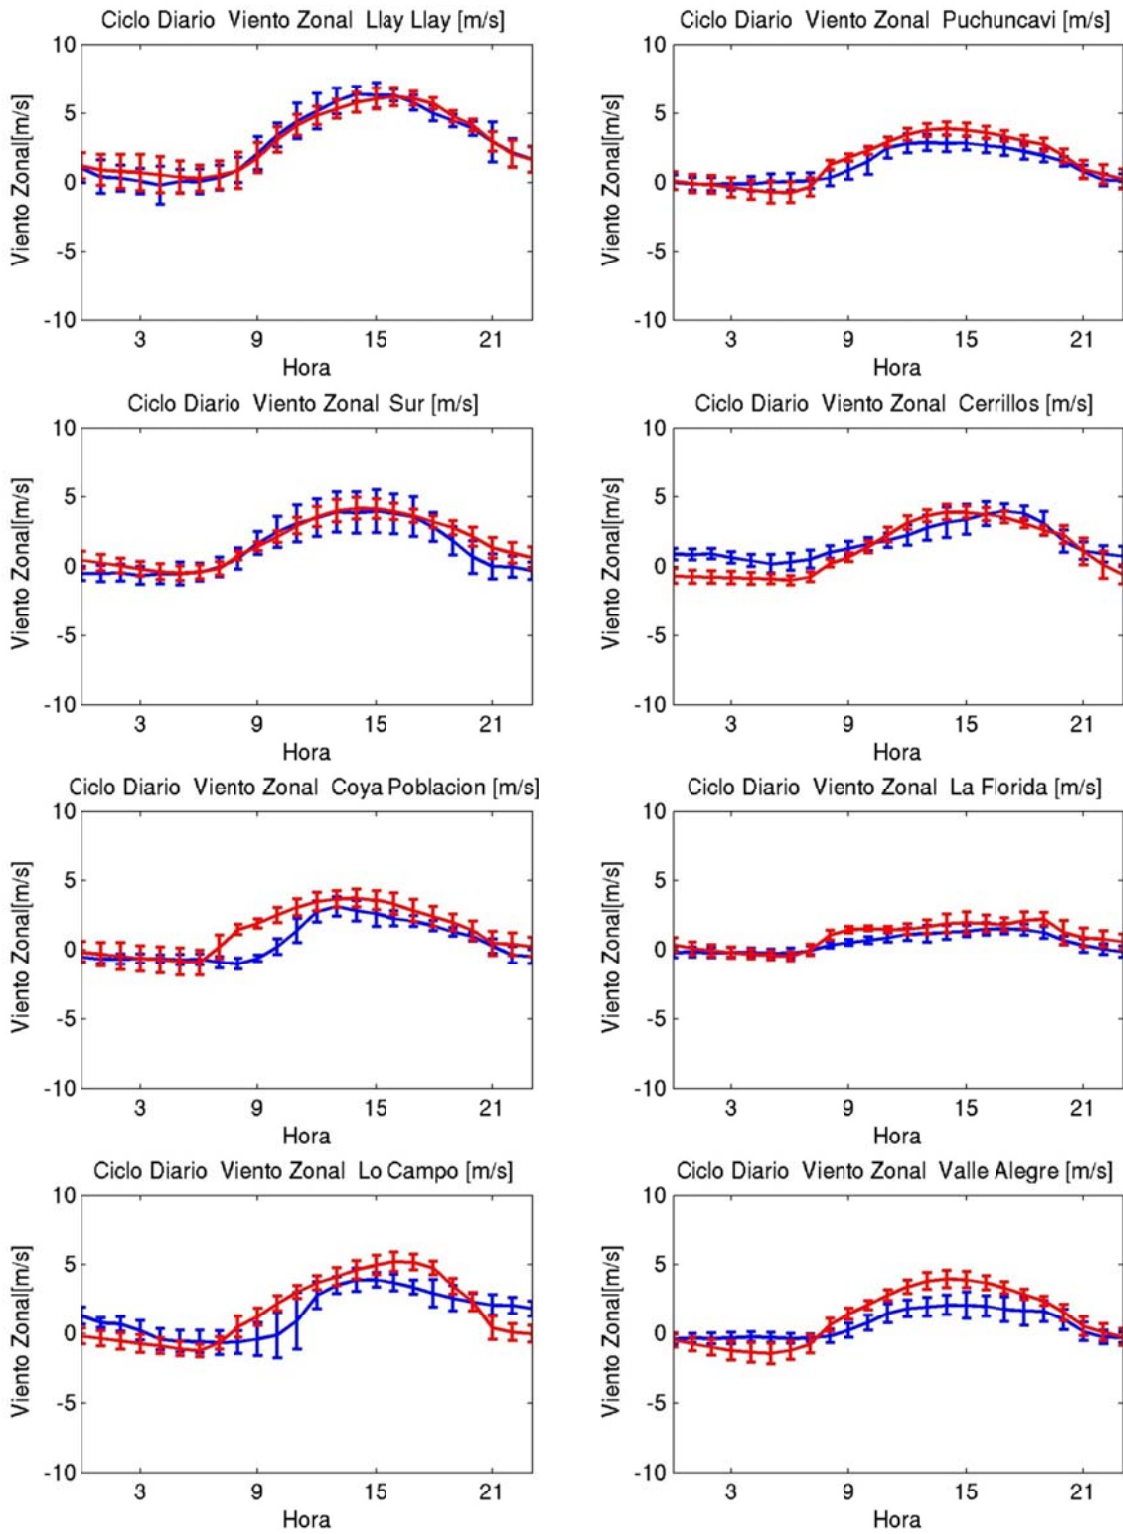 Ciclo Diario Viento Zonal Llay Llay [m/s]
10
5
0
-5
-10
Viento Zonal[m/s]
3 9 15 21
Hora
Ciclo Diario Viento Zonal Puchuncavi [m/s]
10
5
0
-5
-10
Viento Zonal[m/s]
3 9 15 21
Hora
Ciclo Diario Viento Zonal Sur [m/s]
10
5
0
-5
-10
Viento Zonal[m/s]
3 9 15 21
Hora
Ciclo Diario Viento Zonal Cerrillos [m/s]
10
5
0
-5
-10
Viento Zonal[m/s]
3 9 15 21
Hora
Ciclo Diario Viento Zonal Coya Poblacion [m/s]
10
5
0
-5
-10
Viento Zonal[m/s]
3 9 15 21
Hora
Ciclo Diario Viento Zonal La Florida [m/s]
10
5
0
-5
-10
Viento Zonal[m/s]
3 9 15 21
Hora
Ciclo Diario Viento Zonal Lo Campo [m/s]
10
5
0
-5
-10
Viento Zonal[m/s]
3 9 15 21
Hora
Ciclo Diario Viento Zonal Valle Alegre [m/s]
10
5
0
-5
-10
Viento Zonal[m/s]
3 9 15 21
Hora